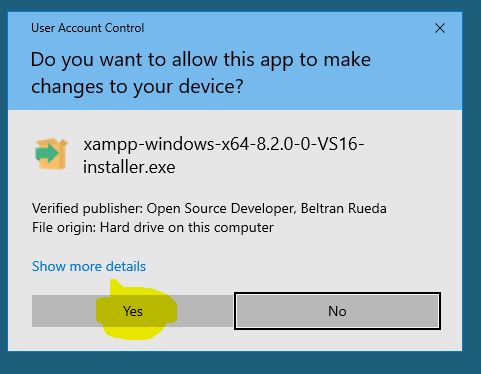 User Account Control
Do you want to allow this app to make
changes to your device?
xampp-windows-x64-8.2.0-0-VS16-
installer.exe
Verified publisher: Open Source Developer, Beltran Rueda
File origin: Hard drive on this computer
Show more details
Yes
No